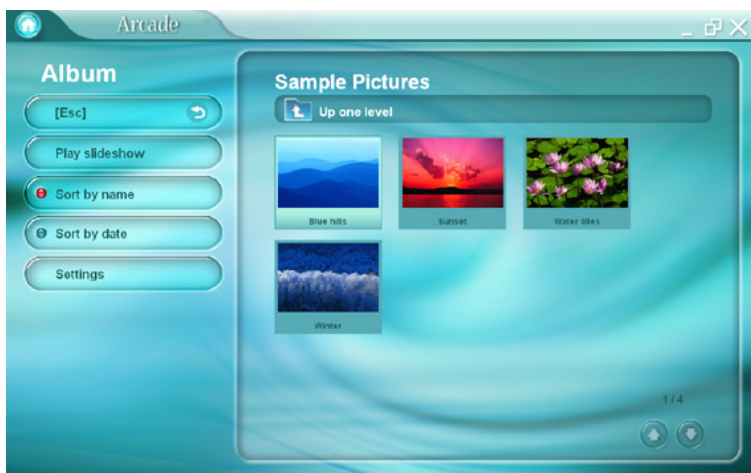 Arcade
Album
[Esc]
Play slideshow
Sort by name
Sort by date
Settings
Sample Pictures
Up one level
Blue hills
Sunset
Water lilies
Winter
1 / 4